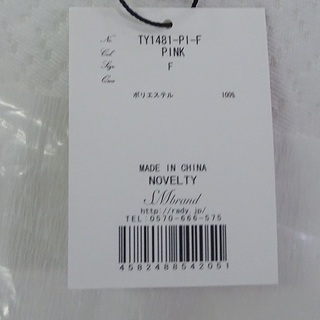 No TY1481-PI-F
Col PINK
Size F
Qua
ポリエステル 100%
MADE IN CHINA
NOVELTY
SMbrand
http://rady.jp/
TEL:0570-666-575
4582488542051